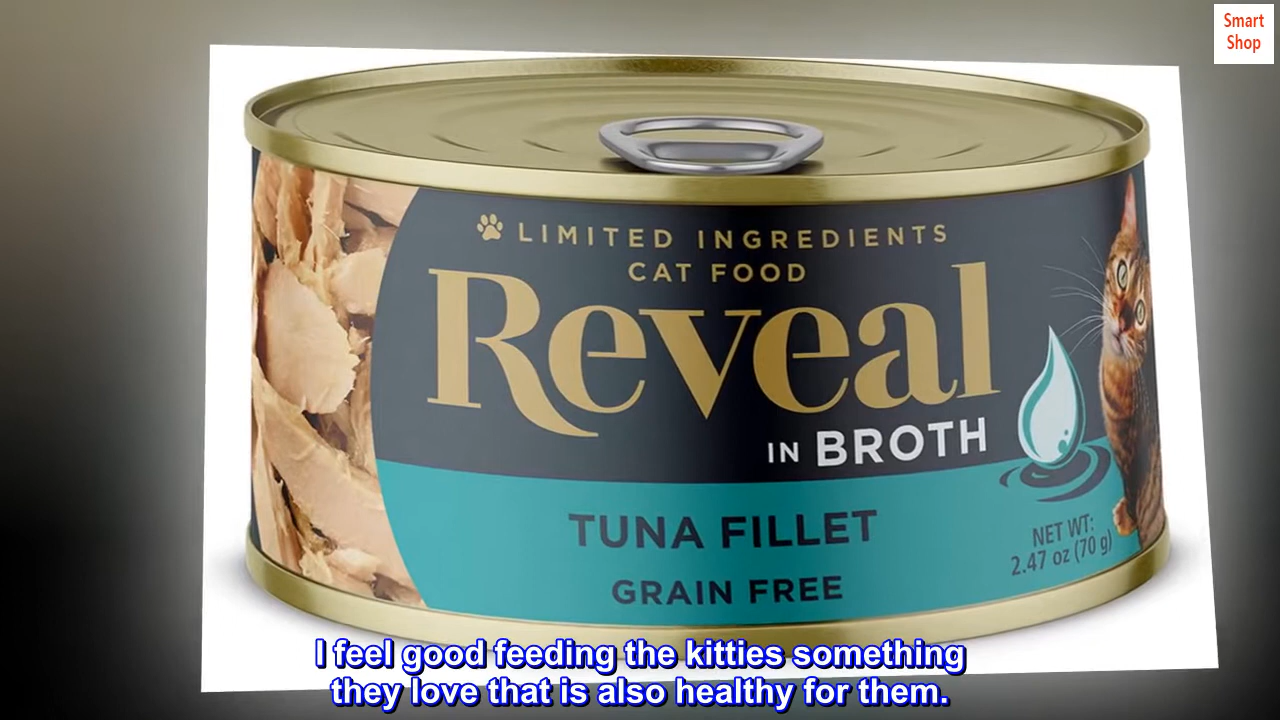 Smart
Shop
LIMITED INGREDIENTS
CAT FOOD
Reveal
IN BROTH
TUNA FILLET
GRAIN FREE
NET WT:
2.47 oz (70 g)
I feel good feeding the kitties something
they love that is also healthy for them.